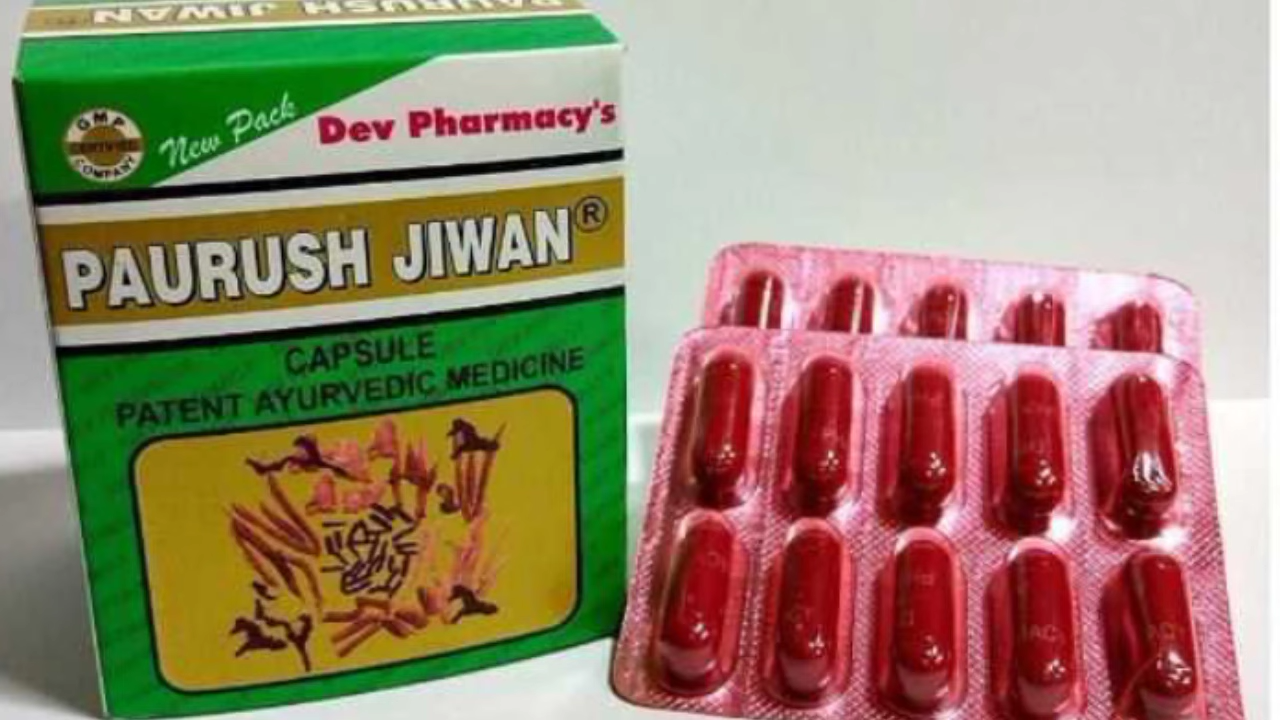 PAURUSH JIWAN
GMP
CERTIFIED
COMPANY
New Pack
Dev Pharmacy's
PAURUSH JIWAN®
CAPSULE
PATENT AYURVEDIC MEDICINE